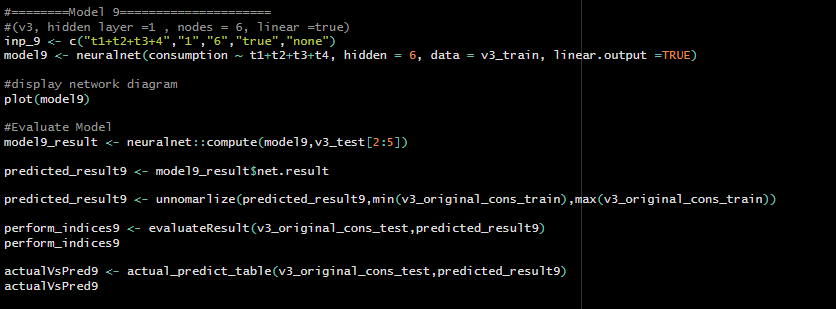 #========Model 9=====================
#(v3, hidden layer =1 , nodes = 6, linear =true)
inp_9 <- c("t1+t2+t3+4","1","6","true","none")
model9 <- neuralnet(consumption ~ t1+t2+t3+t4, hidden = 6, data = v3_train, linear.output =TRUE)
#display network diagram
plot(model9)
#Evaluate Model
model9_result <- neuralnet::compute(model9,v3_test[2:5])
predicted_result9 <- model9_result$net.result
predicted_result9 <- unnomarlize(predicted_result9,min(v3_original_cons_train),max(v3_original_cons_train))
perform_indices9 <- evaluateResult(v3_original_cons_test,predicted_result9)
perform_indices9
actualVsPred9 <- actual_predict_table(v3_original_cons_test,predicted_result9)
actualVsPred9